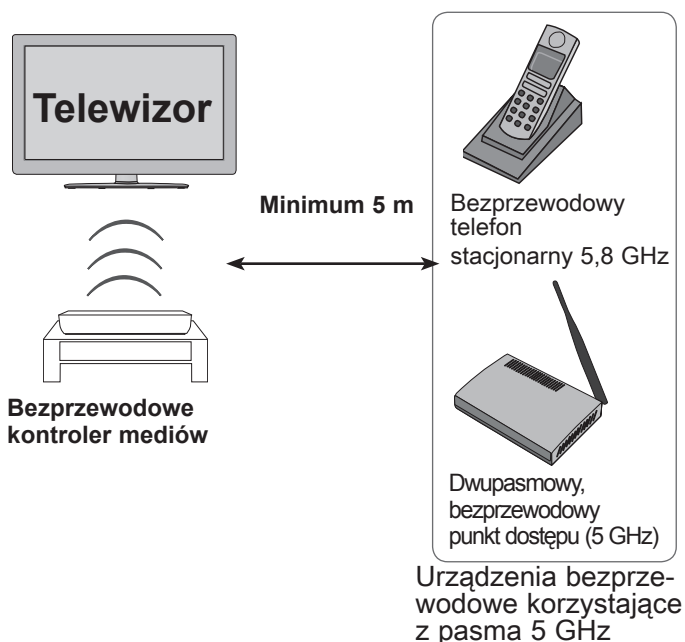 Telewizor
Minimum 5 m
Bezprzewodowe
kontroler mediów
Bezprzewodowy
telefon
stacjonarny 5,8 GHz
Dwupasmowy,
bezprzewodowy
punkt dostępu (5 GHz)
Urządzenia bezprze-
wodowe korzystające
z pasma 5 GHz